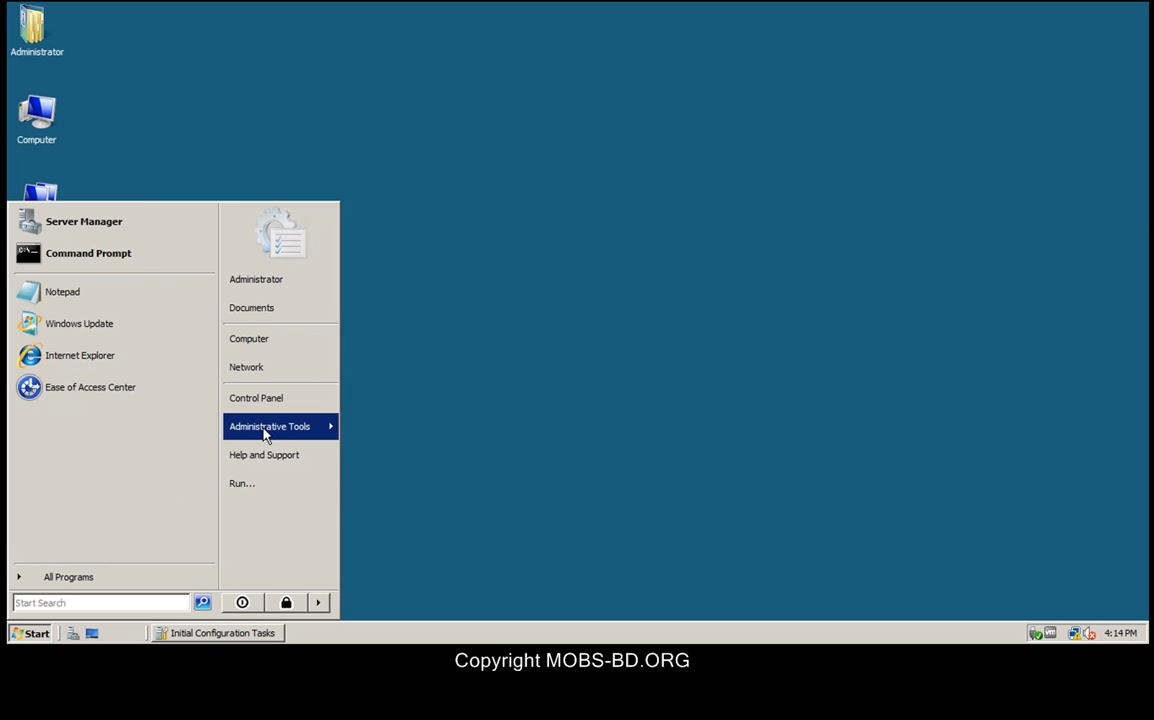 Administrator
Computer
Server Manager
Command Prompt
Notepad
Windows Update
Internet Explorer
Ease of Access Center
All Programs
Start Search
Administrator
Documents
Computer
Network
Control Panel
Administrative Tools
Help and Support
Run...
Start
Initial Configuration Tasks
4:14 PM
Copyright MOBS-BD.ORG